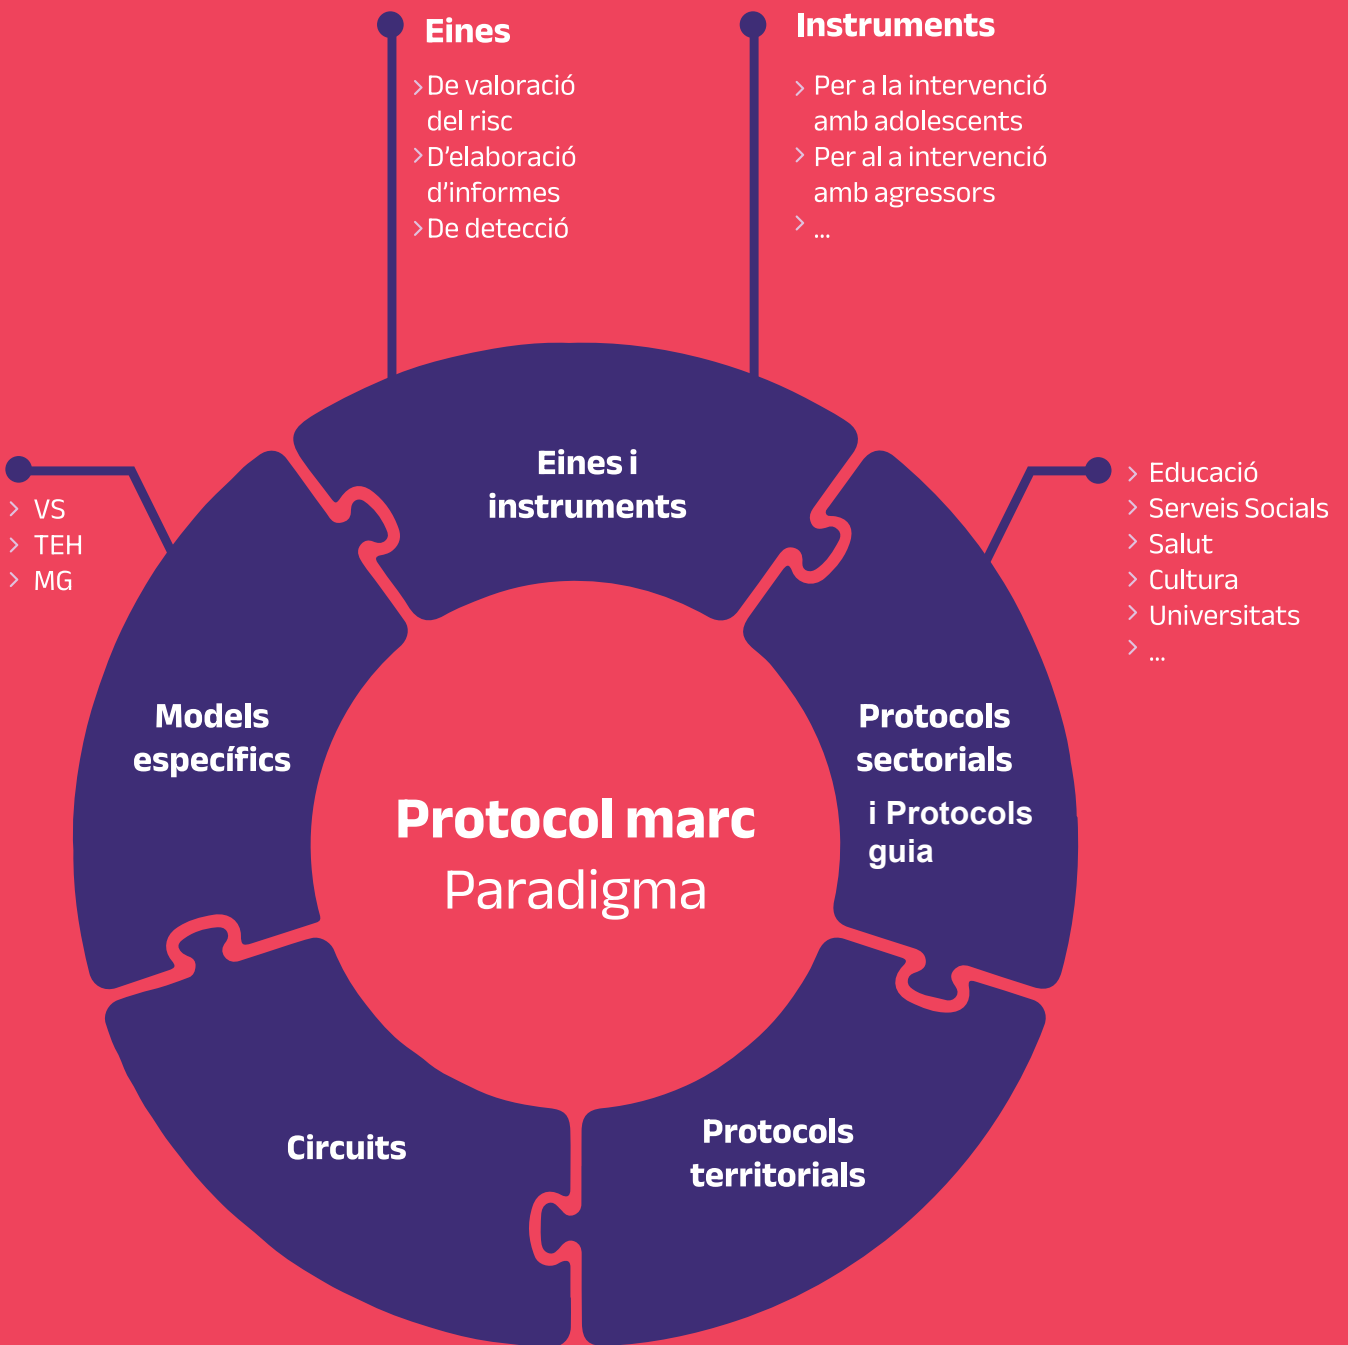 Eines
> De valoració
del risc
> D'elaboració
d'informes
> De detecció
Instruments
> Per a la intervenció
amb adolescents
> Per al a intervenció
amb agressors
> ...
Eines i
instruments
> VS
> TEH
> MG
> Educació
> Serveis Socials
> Salut
> Cultura
> Universitats
> ...
Models
específics
Protocols
sectorials
i Protocols
guia
Protocol marc
Paradigma
Circuits
Protocols
territorials